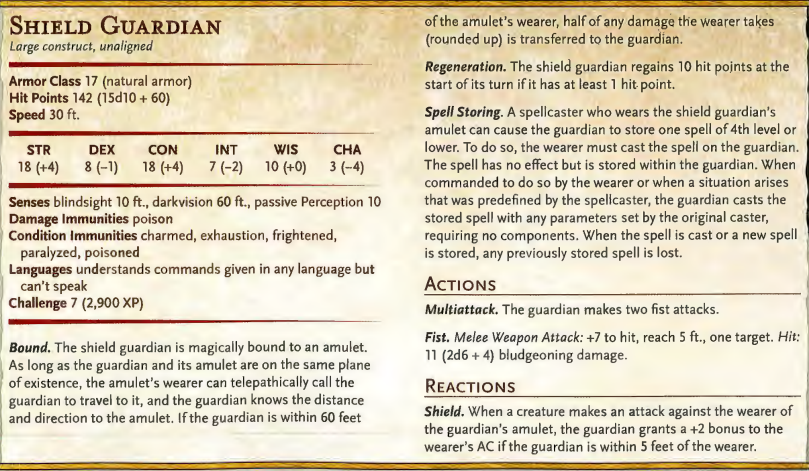 SHIELD GUARDIAN
Large construct, unaligned
Armor Class 17 (natural armor)
Hit Points 142 (15d10 + 60)
Speed 30 ft.
STR DEX CON INT WIS CHA
18 (+4) 8 (−1) 18 (+4) 7 (−2) 10 (+0) 3 (−4)
Senses blindsight 10 ft., darkvision 60 ft., passive Perception 10
Damage Immunities poison
Condition Immunities charmed, exhaustion, frightened,
paralyzed, poisoned
Languages understands commands given in any language but
can't speak
Challenge 7 (2,900 XP)
Bound. The shield guardian is magically bound to an amulet.
As long as the guardian and its amulet are on the same plane
of existence, the amulet's wearer can telepathically call the
guardian to travel to it, and the guardian knows the distance
and direction to the amulet. If the guardian is within 60 feet
of the amulet's wearer, half of any damage the wearer takes
(rounded up) is transferred to the guardian.
Regeneration. The shield guardian regains 10 hit points at the
start of its turn if it has at least 1 hit point.
Spell Storing. A spellcaster who wears the shield guardian's
amulet can cause the guardian to store one spell of 4th level or
lower. To do so, the wearer must cast the spell on the guardian.
The spell has no effect but is stored within the guardian. When
commanded to do so by the wearer or when a situation arises
that was predefined by the spellcaster, the guardian casts the
stored spell with any parameters set by the original caster,
requiring no components. When the spell is cast or a new spell
is stored, any previously stored spell is lost.
ACTIONS
Multiattack. The guardian makes two fist attacks.
Fist. Melee Weapon Attack: +7 to hit, reach 5 ft., one target. Hit:
11 (2d6 + 4) bludgeoning damage.
REACTIONS
Shield. When a creature makes an attack against the wearer of
the guardian's amulet, the guardian grants a +2 bonus to the
wearer's AC if the guardian is within 5 feet of the wearer.